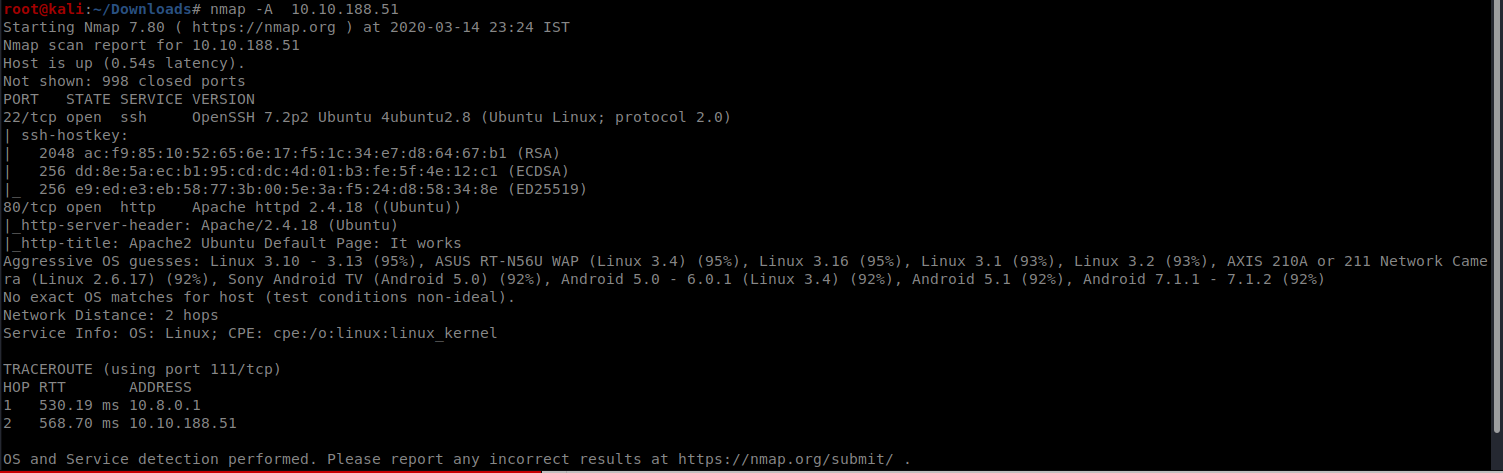 root@kali:~/Downloads# nmap -A  10.10.188.51
Starting Nmap 7.80 ( https://nmap.org ) at 2020-03-14 23:24 IST
Nmap scan report for 10.10.188.51
Host is up (0.54s latency).
Not shown: 998 closed ports
PORT   STATE SERVICE VERSION
22/tcp open  ssh     OpenSSH 7.2p2 Ubuntu 4ubuntu2.8 (Ubuntu Linux; protocol 2.0)
| ssh-hostkey:
|   2048 ac:f9:85:10:52:65:6e:17:f5:1c:34:e7:d8:64:67:b1 (RSA)
|   256 dd:8e:5a:ec:b1:95:cd:dc:4d:01:b3:fe:5f:4e:12:c1 (ECDSA)
|_  256 e9:ed:e3:eb:58:77:3b:00:5e:3a:f5:24:d8:58:34:8e (ED25519)
80/tcp open  http    Apache httpd 2.4.18 ((Ubuntu))
|_http-server-header: Apache/2.4.18 (Ubuntu)
|_http-title: Apache2 Ubuntu Default Page: It works
Aggressive OS guesses: Linux 3.10 - 3.13 (95%), ASUS RT-N56U WAP (Linux 3.4) (95%), Linux 3.16 (95%), Linux 3.1 (93%), Linux 3.2 (93%), AXIS 210A or 211 Network Came
ra (Linux 2.6.17) (92%), Sony Android TV (Android 5.0) (92%), Android 5.0 - 6.0.1 (Linux 3.4) (92%), Android 5.1 (92%), Android 7.1.1 - 7.1.2 (92%)
No exact OS matches for host (test conditions non-ideal).
Network Distance: 2 hops
Service Info: OS: Linux; CPE: cpe:/o:linux:linux_kernel
TRACEROUTE (using port 111/tcp)
HOP RTT       ADDRESS
1   530.19 ms 10.8.0.1
2   568.70 ms 10.10.188.51
OS and Service detection performed. Please report any incorrect results at https://nmap.org/submit/ .